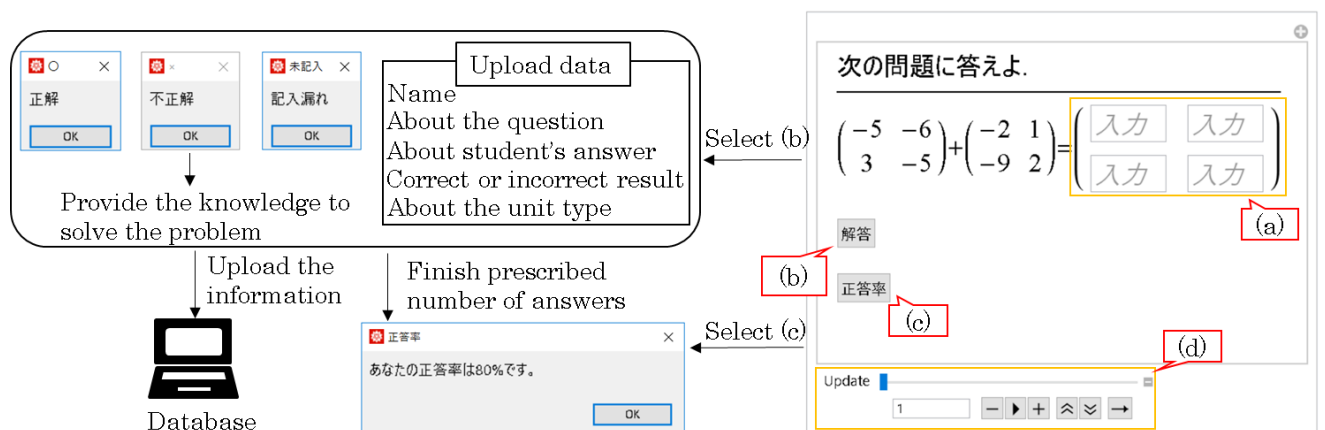 ○
正解
OK
×
不正解
OK
未記入
記入漏れ
OK
Provide the knowledge to
solve the problem
Upload data
Name
About the question
About student's answer
Correct or incorrect result
About the unit type
Select (b)
Upload the
information
Database
Finish prescribed
number of answers
Select (c)
正答率
あなたの正答率は80%です。
OK
次の問題に答えよ.
(-5 -6 3 -5)+(-2 1 -9 2)=(入力 入力 入力 入力)
(a)
解答
(b)
正答率
(c)
(d)
Update
1